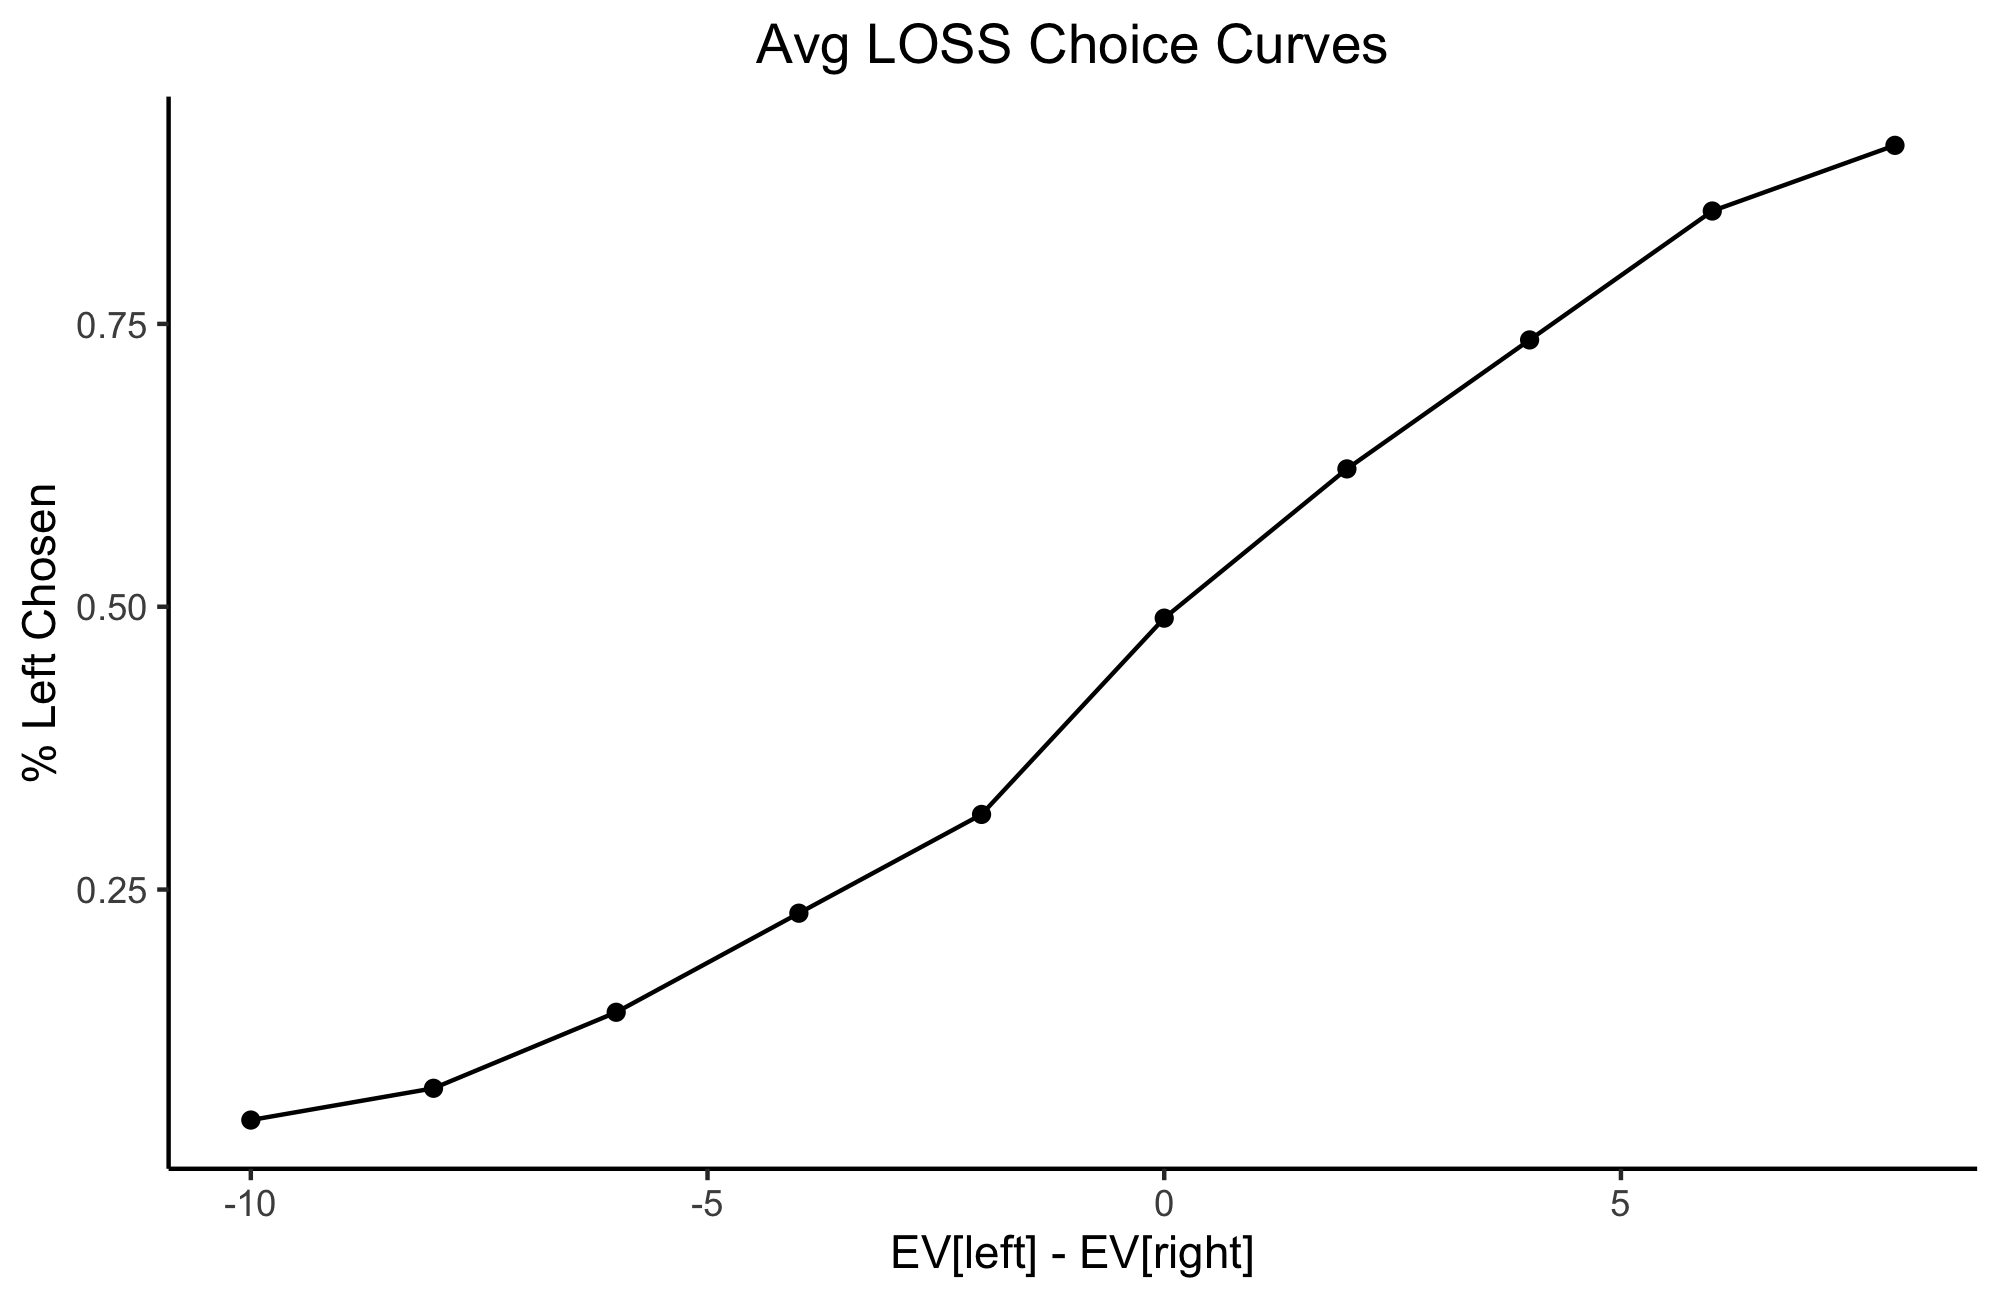 Avg LOSS Choice Curves
% Left Chosen
0.75
0.50
0.25
-10 -5 0 5
EV[left] - EV[right]